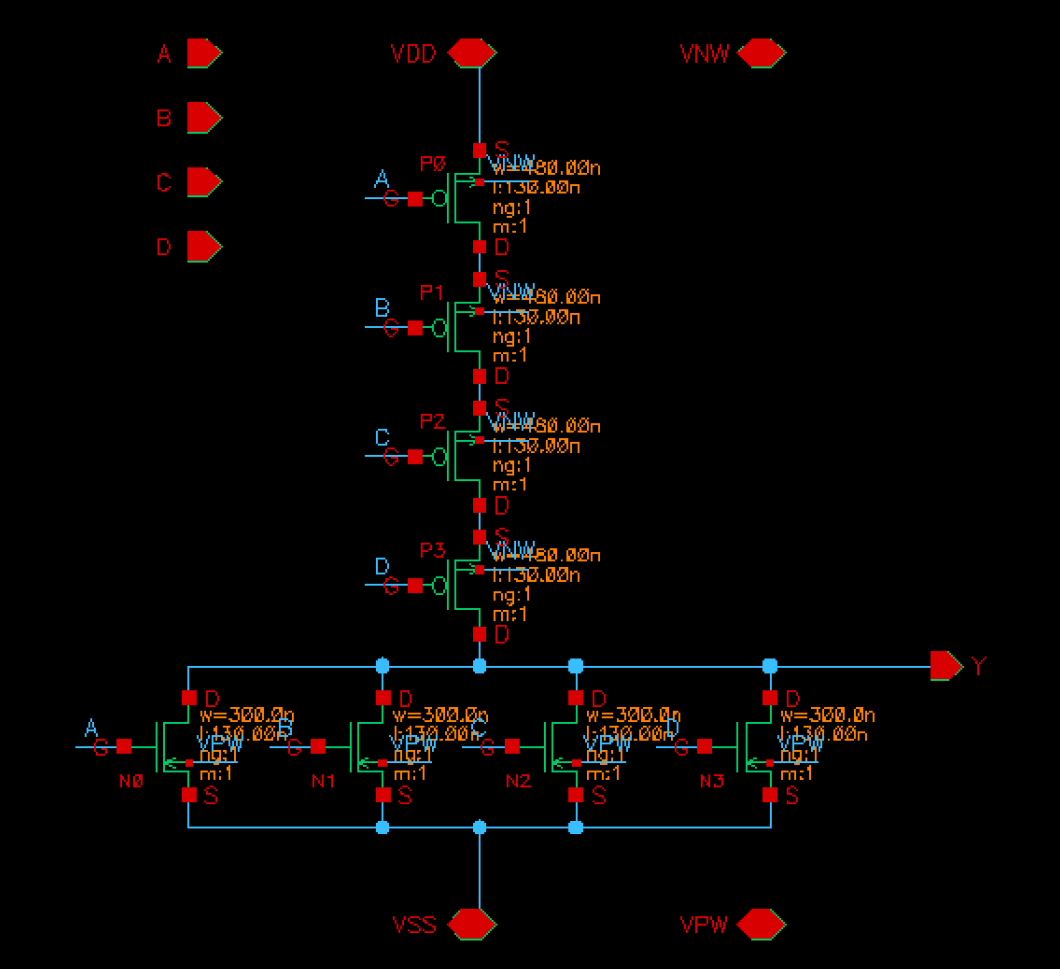 A
VDD
VNW
B
C
D
S
P0
VNW
w=480.00n
A
G
l:130.00n
ng:1
m:1
D
S
P1
VNW
w=480.00n
B
G
l:130.00n
ng:1
m:1
D
S
P2
VNW
w=480.00n
C
G
l:130.00n
ng:1
m:1
D
S
P3
VNW
w=480.00n
D
G
l:130.00n
ng:1
m:1
D
Y
D
w=300.0n
A
l:130.00n
G
VPW
ng:1
m:1
N0
S
D
w=300.0n
B
l:130.00n
G
VPW
ng:1
m:1
N1
S
D
w=300.0n
C
l:130.00n
G
VPW
ng:1
m:1
N2
S
D
w=300.0n
D
l:130.00n
G
VPW
ng:1
m:1
N3
S
VSS
VPW